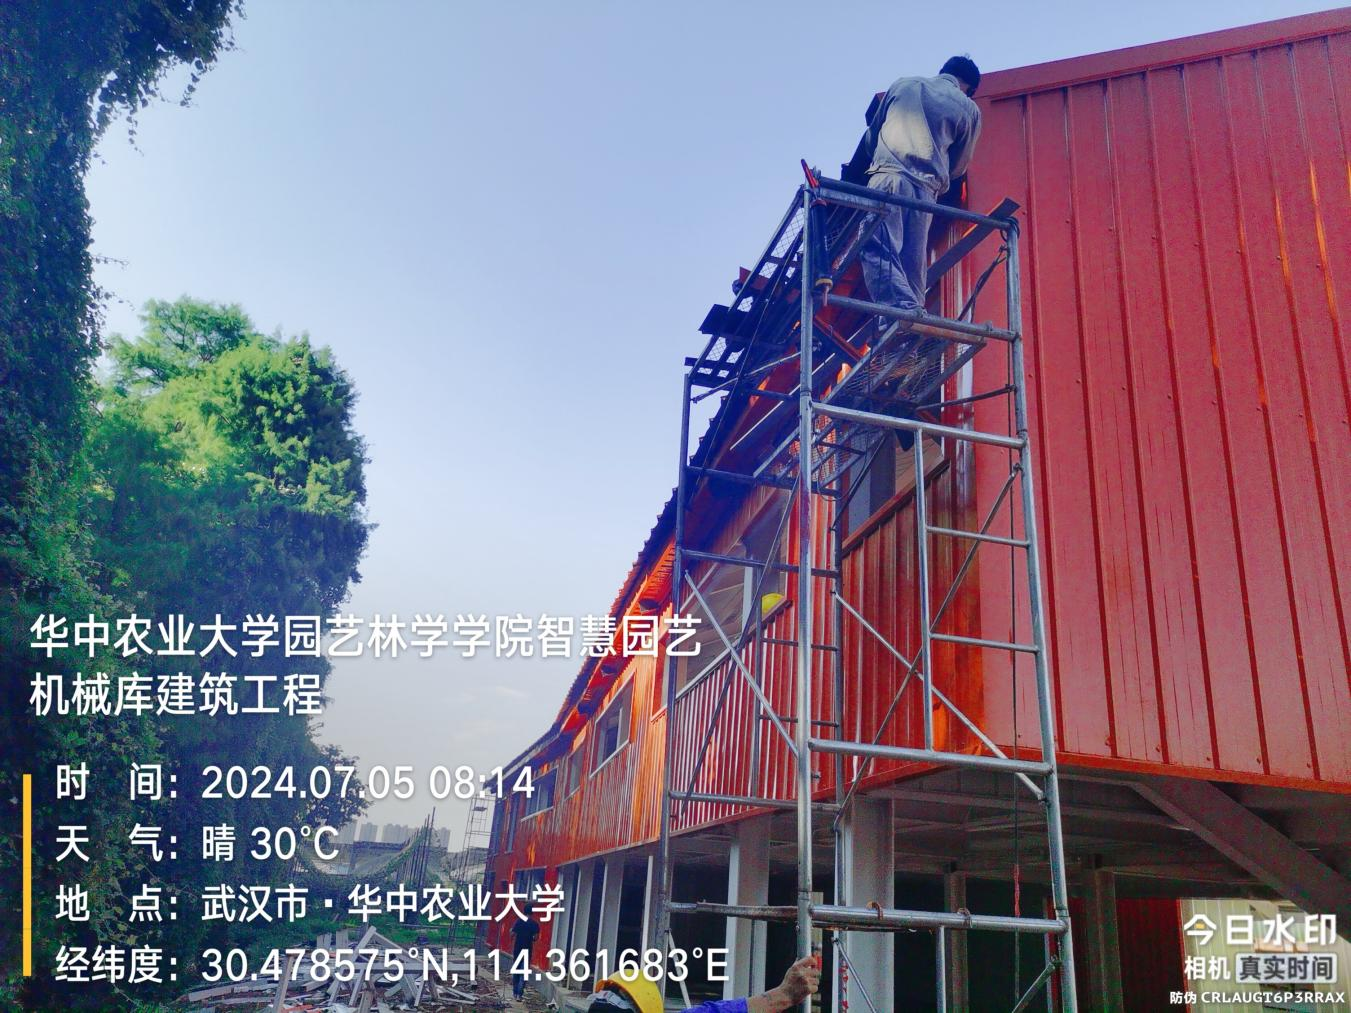 华中农业大学园艺林学学院智慧园艺
机械库建筑工程
时 间：2024.07.05 08:14
天 气：晴 30℃
地 点：武汉市·华中农业大学
经纬度：30.478575°N,114.361683°E
今日水印
相机 真实时间
防伪 CRLAUGT6P3RRAX